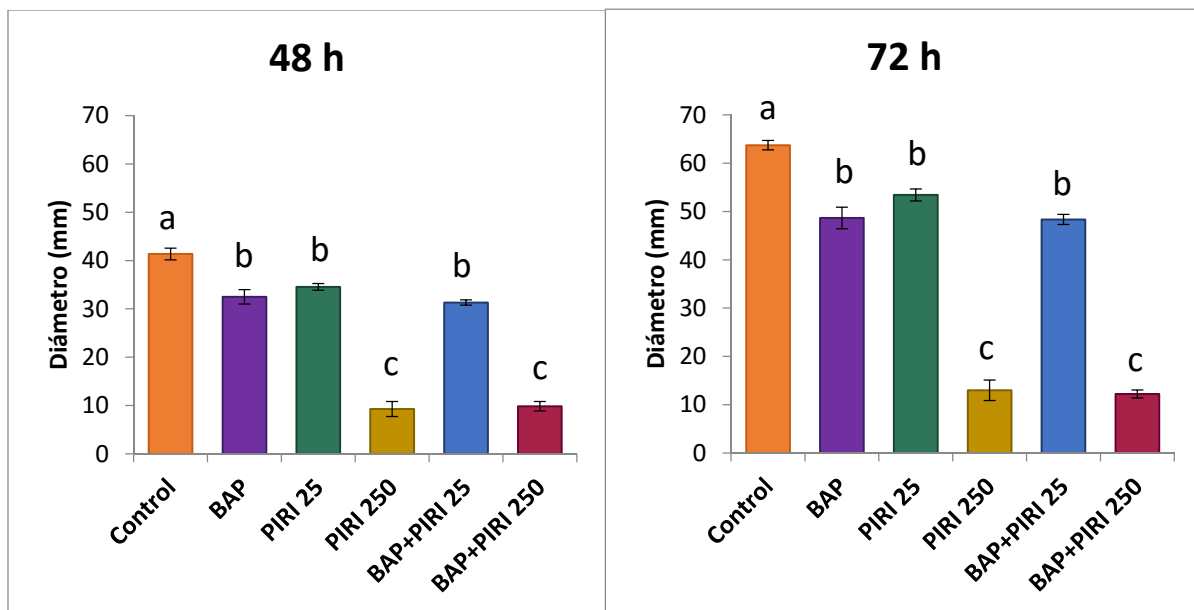 48 h
Diámetro (mm)
70
60
50
40
30
20
10
0
a
b
b
c
b
c
Control
BAP
PIRI 25
PIRI 250
BAP+PIRI 25
BAP+PIRI 250
72 h
Diámetro (mm)
70
60
50
40
30
20
10
0
a
b
b
c
b
c
Control
BAP
PIRI 25
PIRI 250
BAP+PIRI 25
BAP+PIRI 250